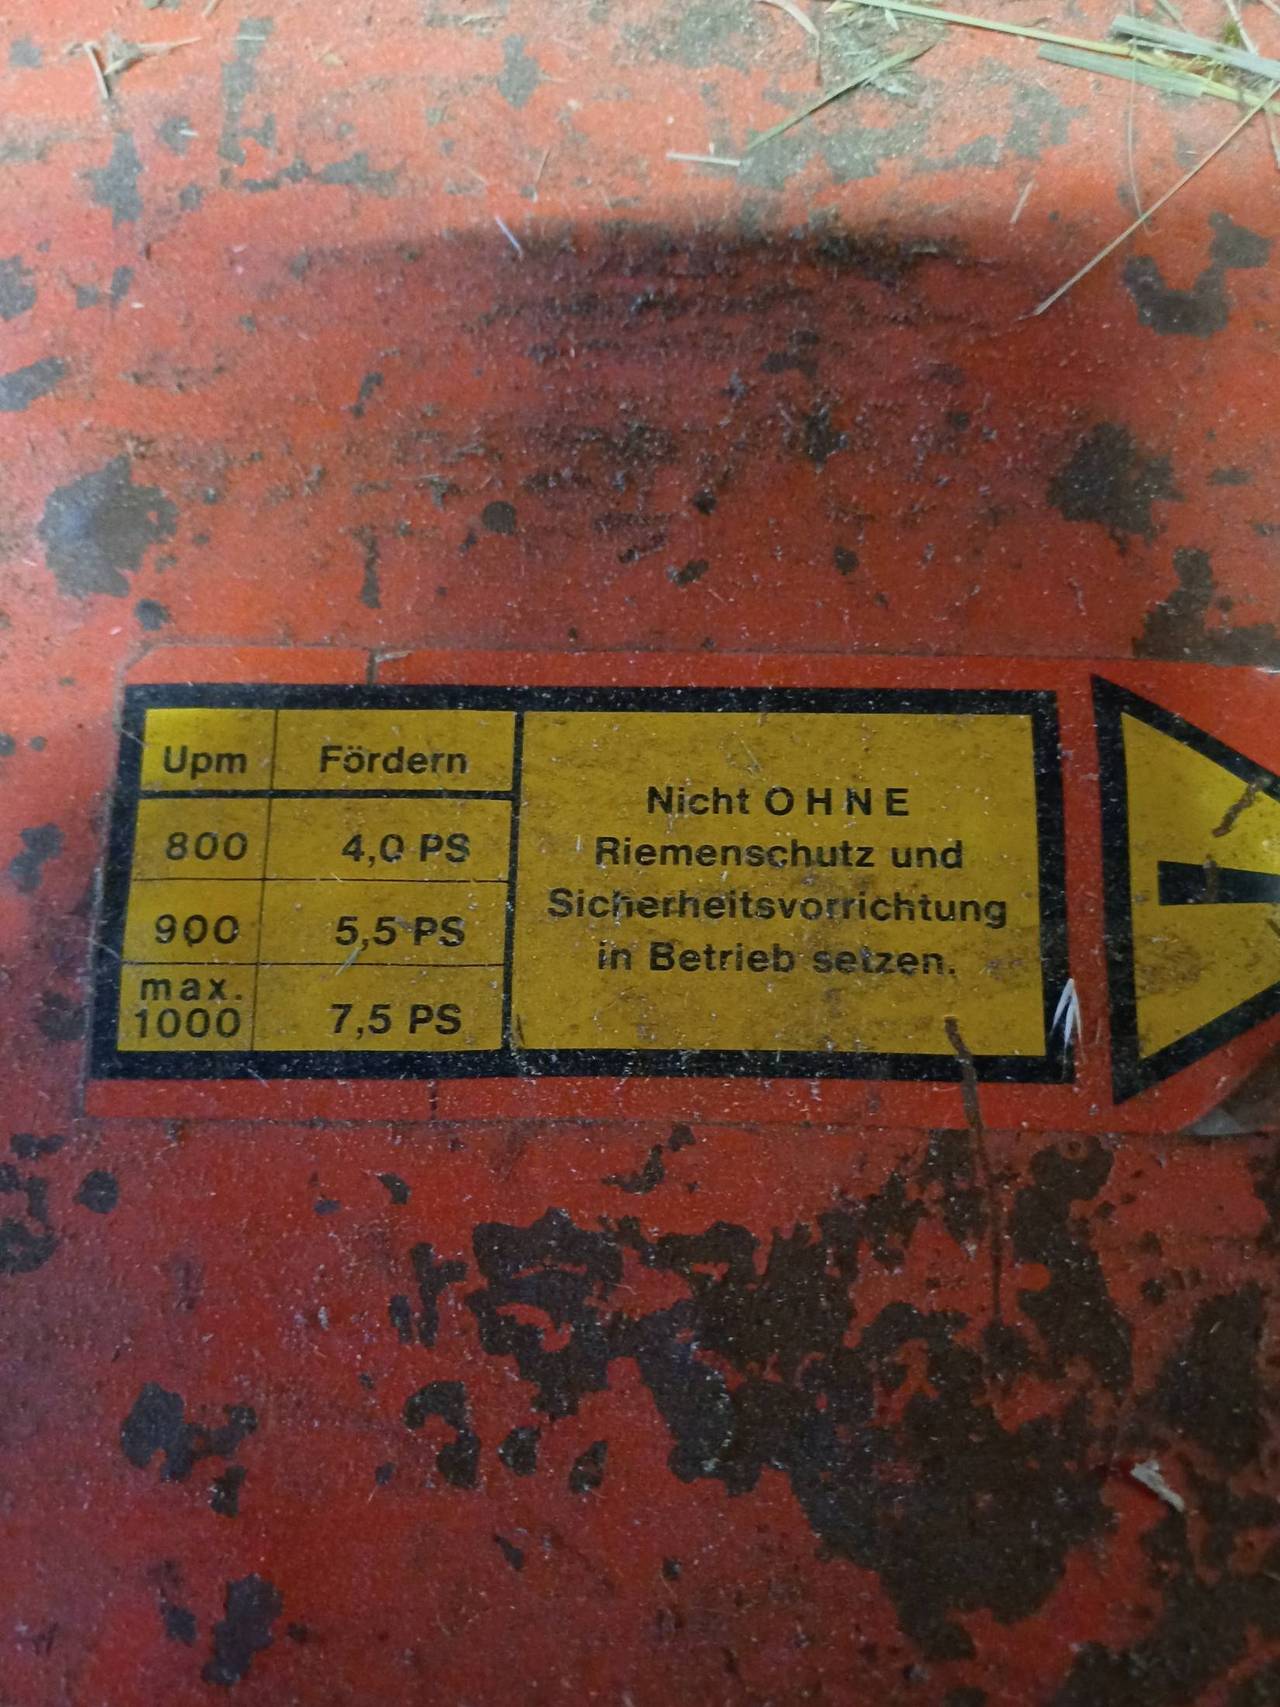 Upm Fördern
800 4,0 PS
900 5,5 PS
max.
1000 7,5 PS
Nicht OHNE
Riemenschutz und
Sicherheitsvorrichtung
in Betrieb setzen.
!